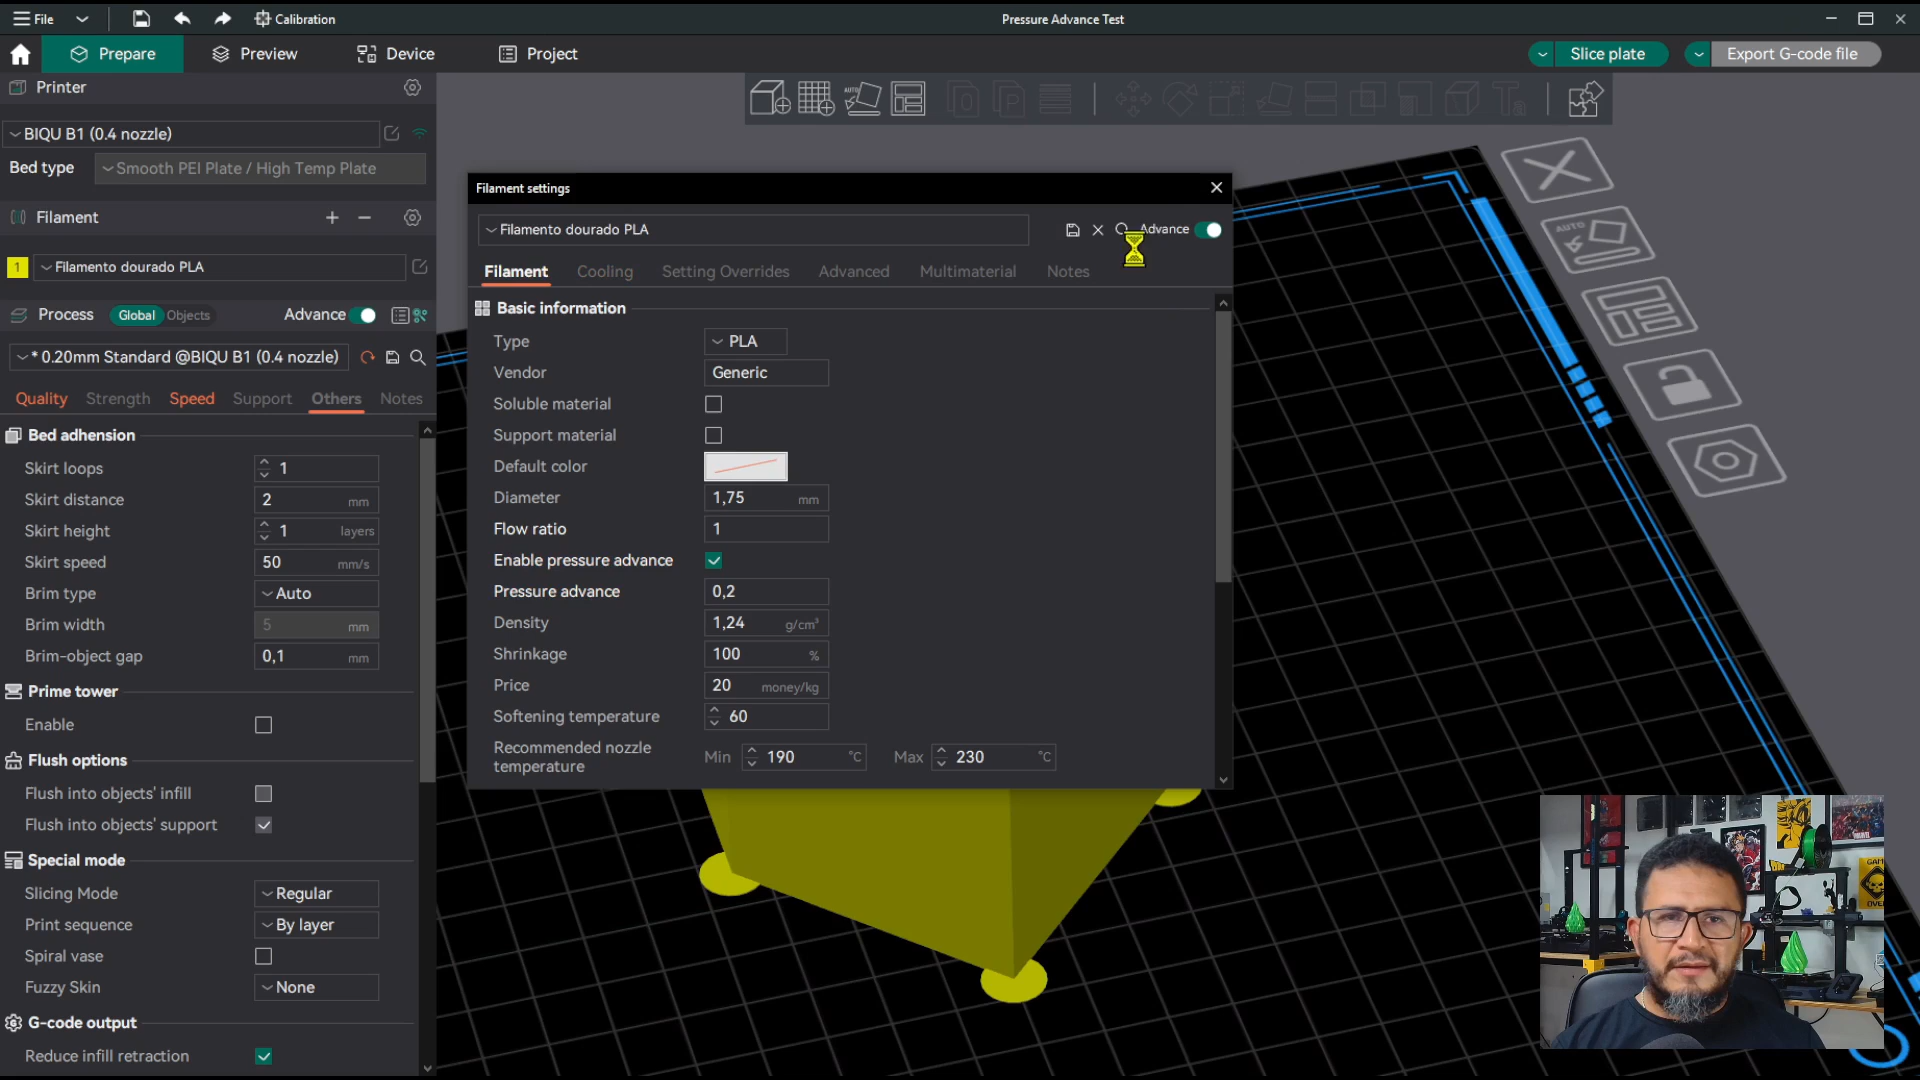 File
Calibration
Pressure Advance Test
Prepare
Preview
Device
Project
Slice plate
Export G-code file
Printer
BIQU B1 (0.4 nozzle)
Bed type
Smooth PEI Plate / High Temp Plate
Filament
1
Filamento dourado PLA
Process
Global
Objects
Advance
* 0.20mm Standard @BIQU B1 (0.4 nozzle)
Quality
Strength
Speed
Support
Others
Notes
Bed adhension
Skirt loops 1
Skirt distance 2 mm
Skirt height 1 layers
Skirt speed 50 mm/s
Brim type Auto
Brim width 5 mm
Brim-object gap 0,1 mm
Prime tower
Enable
Flush options
Flush into objects' infill
Flush into objects' support
Special mode
Slicing Mode Regular
Print sequence By layer
Spiral vase
Fuzzy Skin None
G-code output
Reduce infill retraction
Filament settings
Filamento dourado PLA
Advance
Filament
Cooling
Setting Overrides
Advanced
Multimaterial
Notes
Basic information
Type PLA
Vendor Generic
Soluble material
Support material
Default color
Diameter 1,75 mm
Flow ratio 1
Enable pressure advance
Pressure advance 0,2
Density 1,24 g/cm³
Shrinkage 100 %
Price 20 money/kg
Softening temperature 60
Recommended nozzle
temperature
Min 190 °C Max 230 °C
AUTO
AUTO